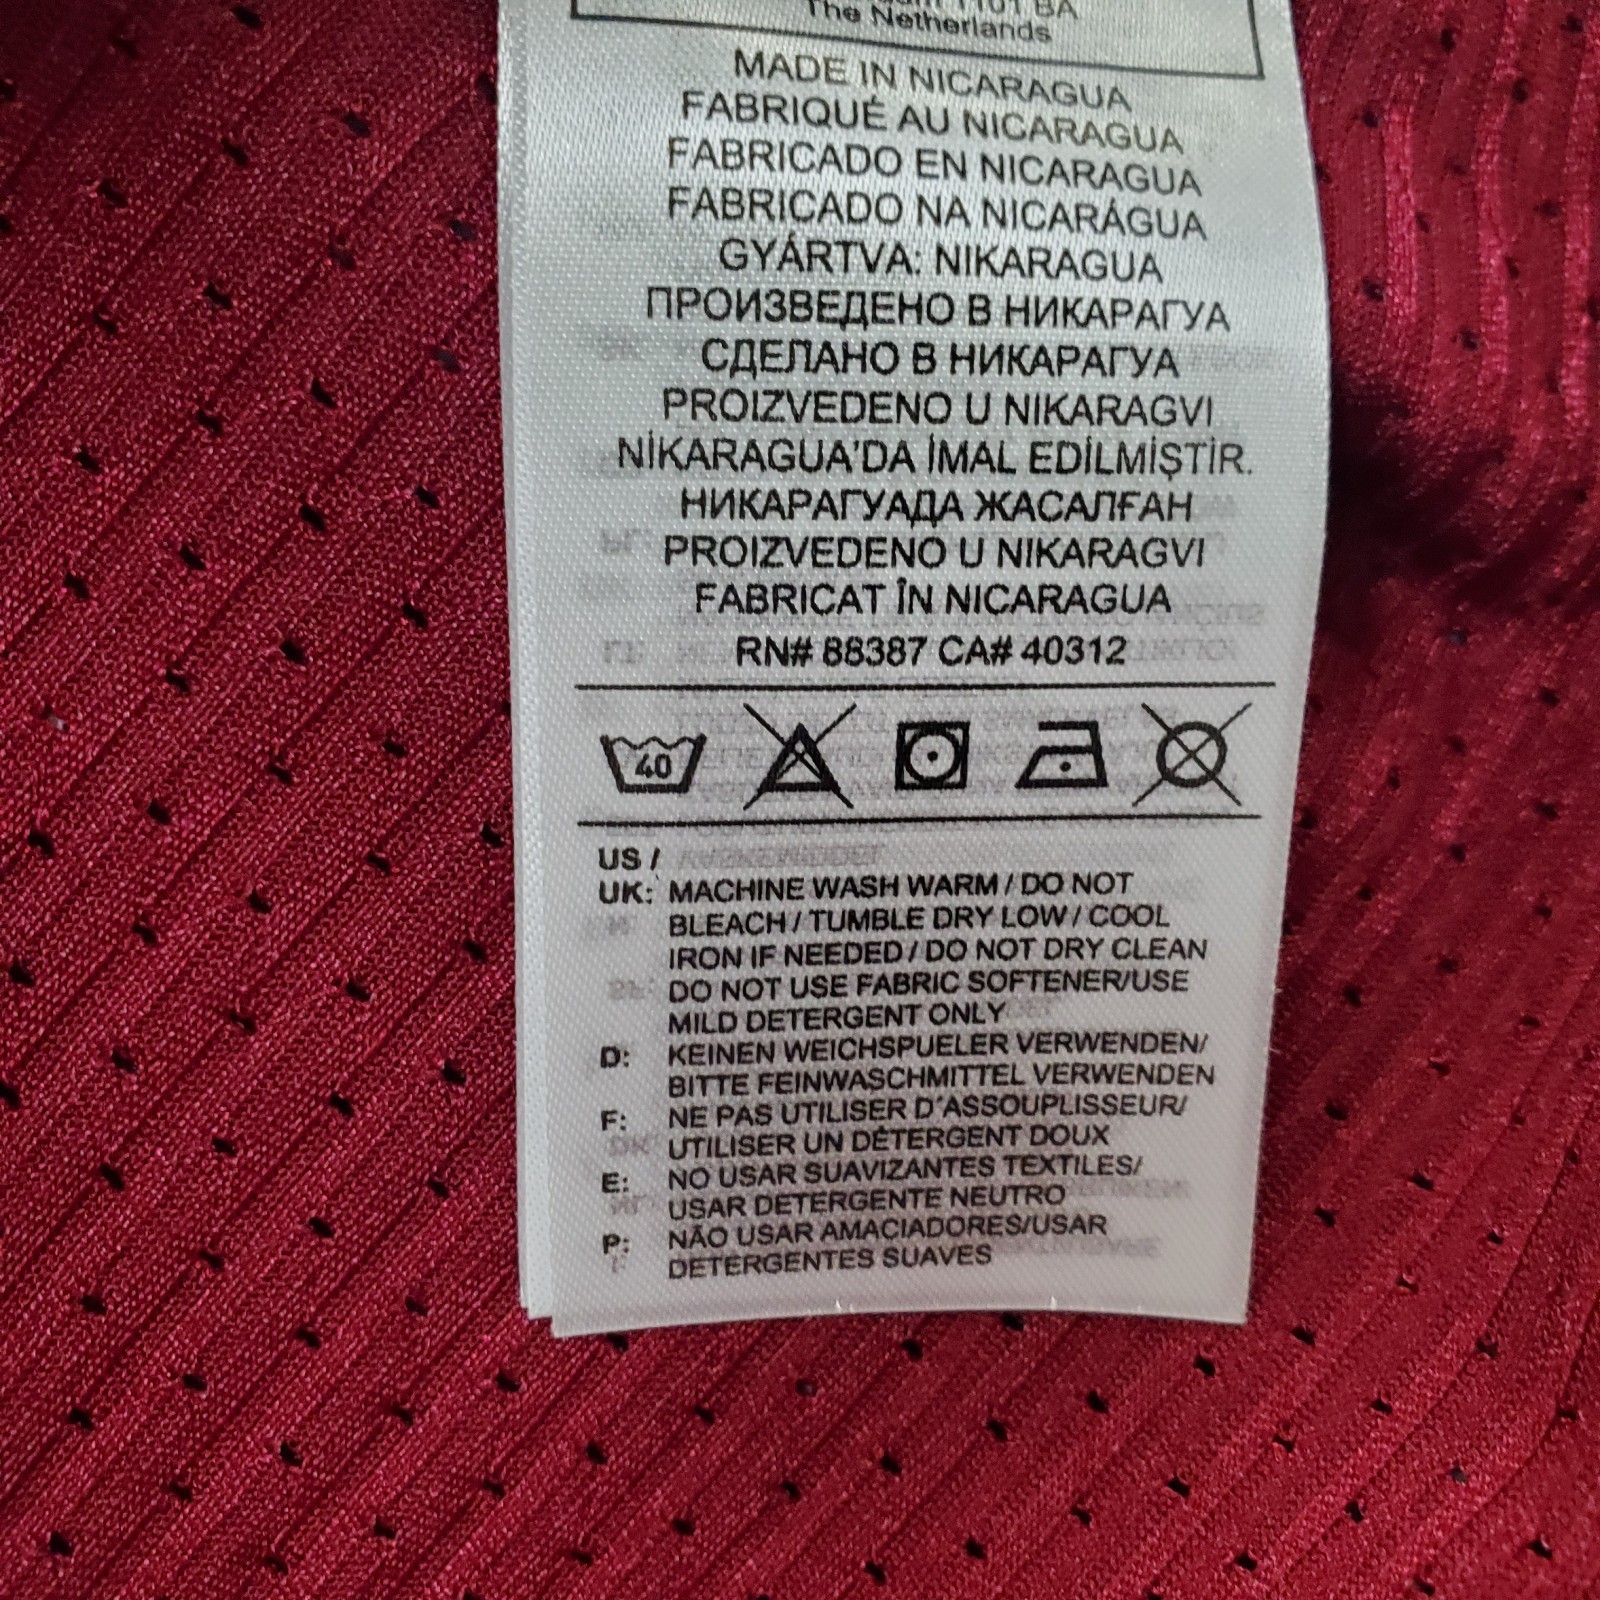 1101 BA
The Netherlands
MADE IN NICARAGUA
FABRIQUÉ AU NICARAGUA
FABRICADO EN NICARAGUA
FABRICADO NA NICARÁGUA
GYÁRTVA: NIKARAGUA
ПРОИЗВЕДЕНО В НИКАРАГУА
СДЕЛАНО В НИКАРАГУА
PROIZVEDENO U NIKARAGVI
NİKARAGUA'DA İMAL EDİLMİŞTİR.
НИКАРАГУАДА ЖАСАЛҒАН
PROIZVEDENO U NIKARAGVI
FABRICAT ÎN NICARAGUA
RN# 88387 CA# 40312
40
US /
UK: MACHINE WASH WARM / DO NOT
BLEACH / TUMBLE DRY LOW / COOL
IRON IF NEEDED / DO NOT DRY CLEAN
DO NOT USE FABRIC SOFTENER/USE
MILD DETERGENT ONLY
D: KEINEN WEICHSPUELER VERWENDEN/
BITTE FEINWASCHMITTEL VERWENDEN
F: NE PAS UTILISER D'ASSOUPLISSEUR/
UTILISER UN DÉTERGENT DOUX
E: NO USAR SUAVIZANTES TEXTILES/
USAR DETERGENTE NEUTRO
P: NÃO USAR AMACIADORES/USAR
DETERGENTES SUAVES